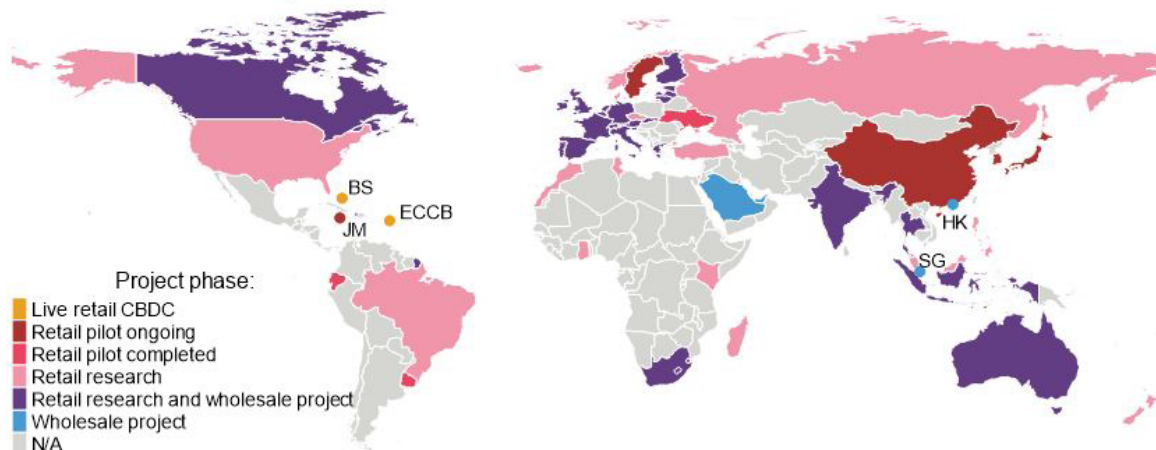 BS
ECCB
JM
HK
SG
Project phase:
Live retail CBDC
Retail pilot ongoing
Retail pilot completed
Retail research
Retail research and wholesale project
Wholesale project
N/A